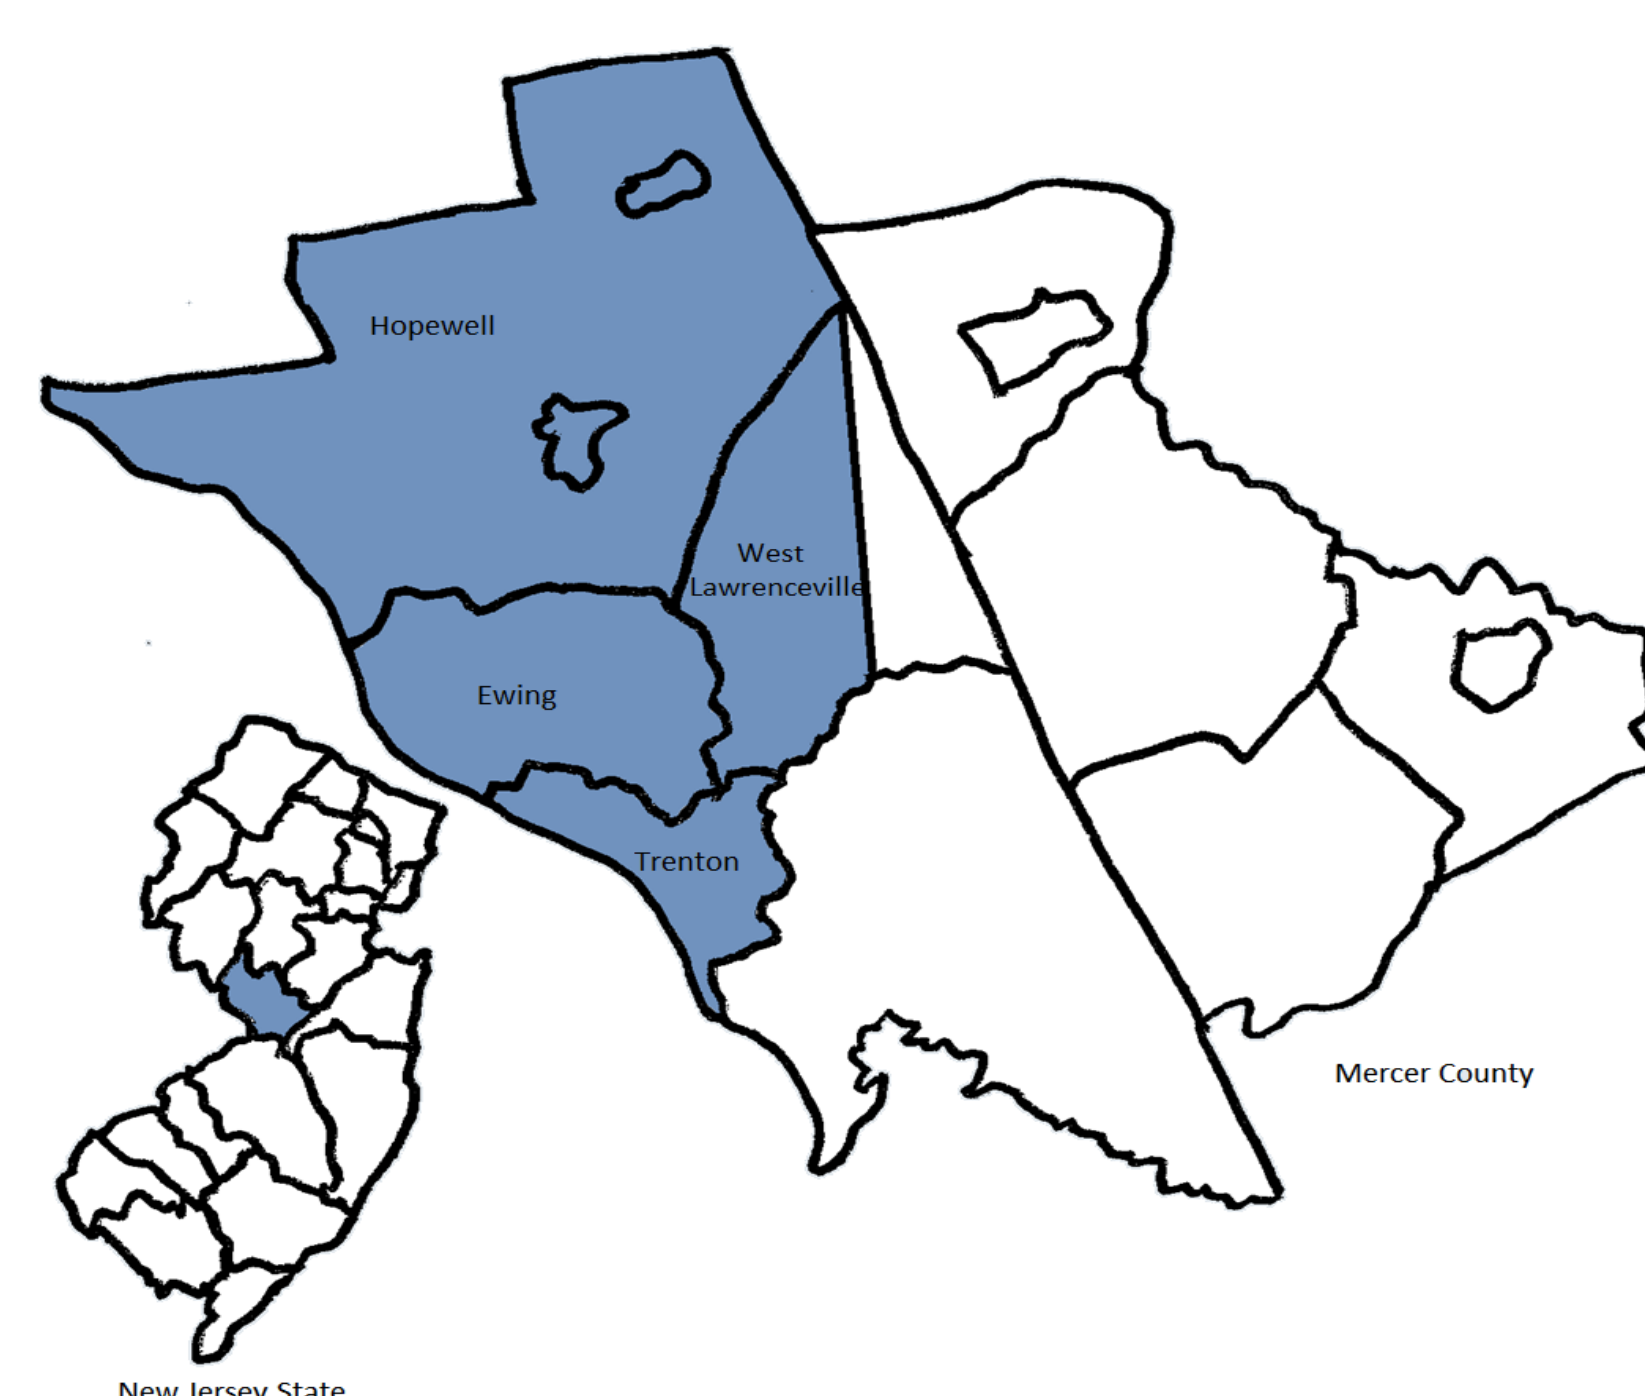 Hopewell
West
Lawrenceville
Ewing
Trenton
Mercer County
New Jersey State